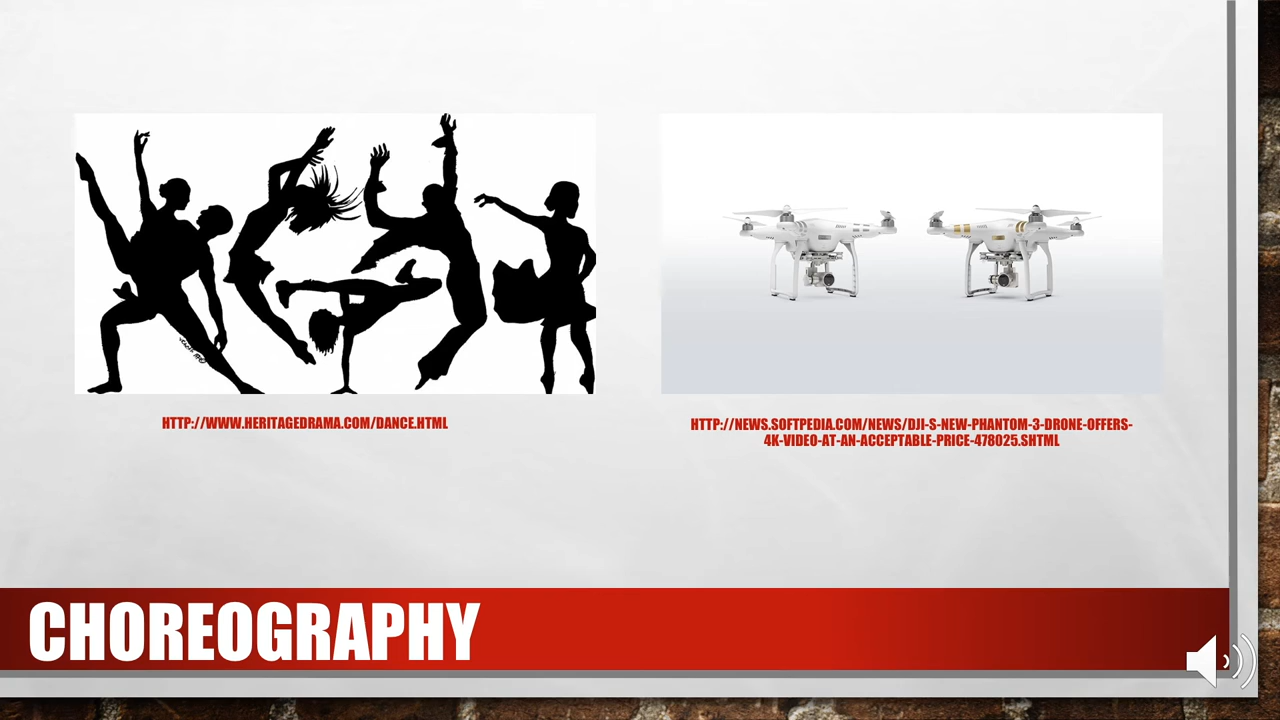 HTTP://WWW.HERITAGEDRAMA.COM/DANCE.HTML
HTTP://NEWS.SOFTPEDIA.COM/NEWS/DJI-S-NEW-PHANTOM-3-DRONE-OFFERS-
4K-VIDEO-AT-AN-ACCEPTABLE-PRICE-478025.SHTML
CHOREOGRAPHY